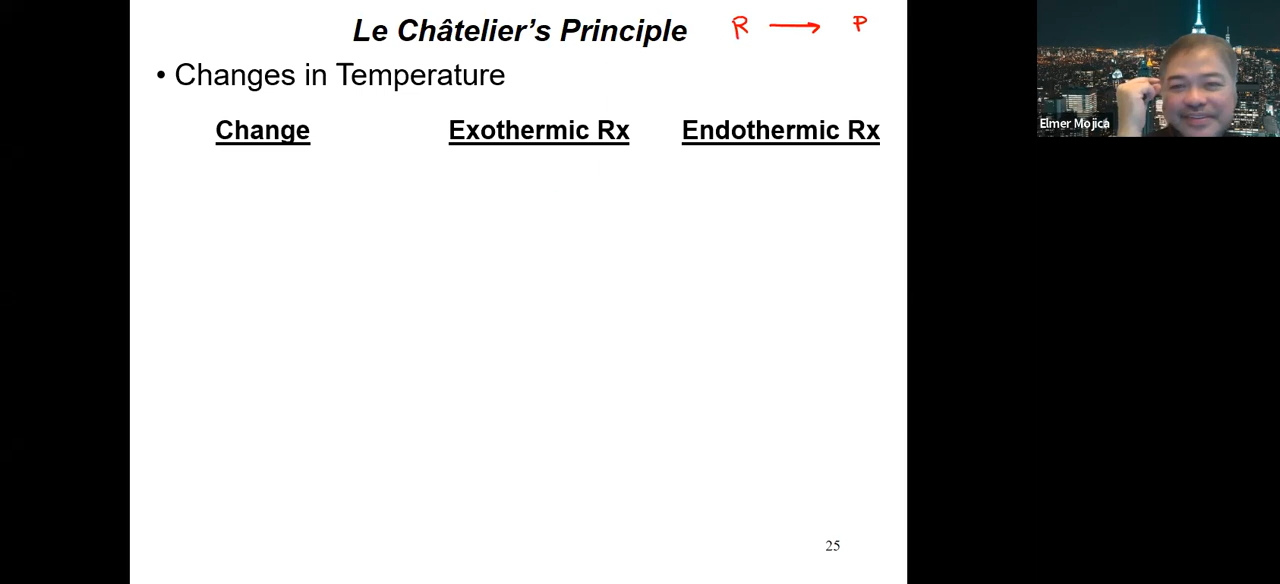 Le Châtelier's Principle R → P
• Changes in Temperature
Change Exothermic Rx Endothermic Rx
Elmer Mojica
25